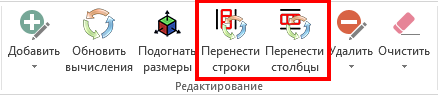 Добавить
Обновить
вычисления
Подогнать
размеры
Перенести
строки
Перенести
столбцы
Удалить
Очистить
Редактирование